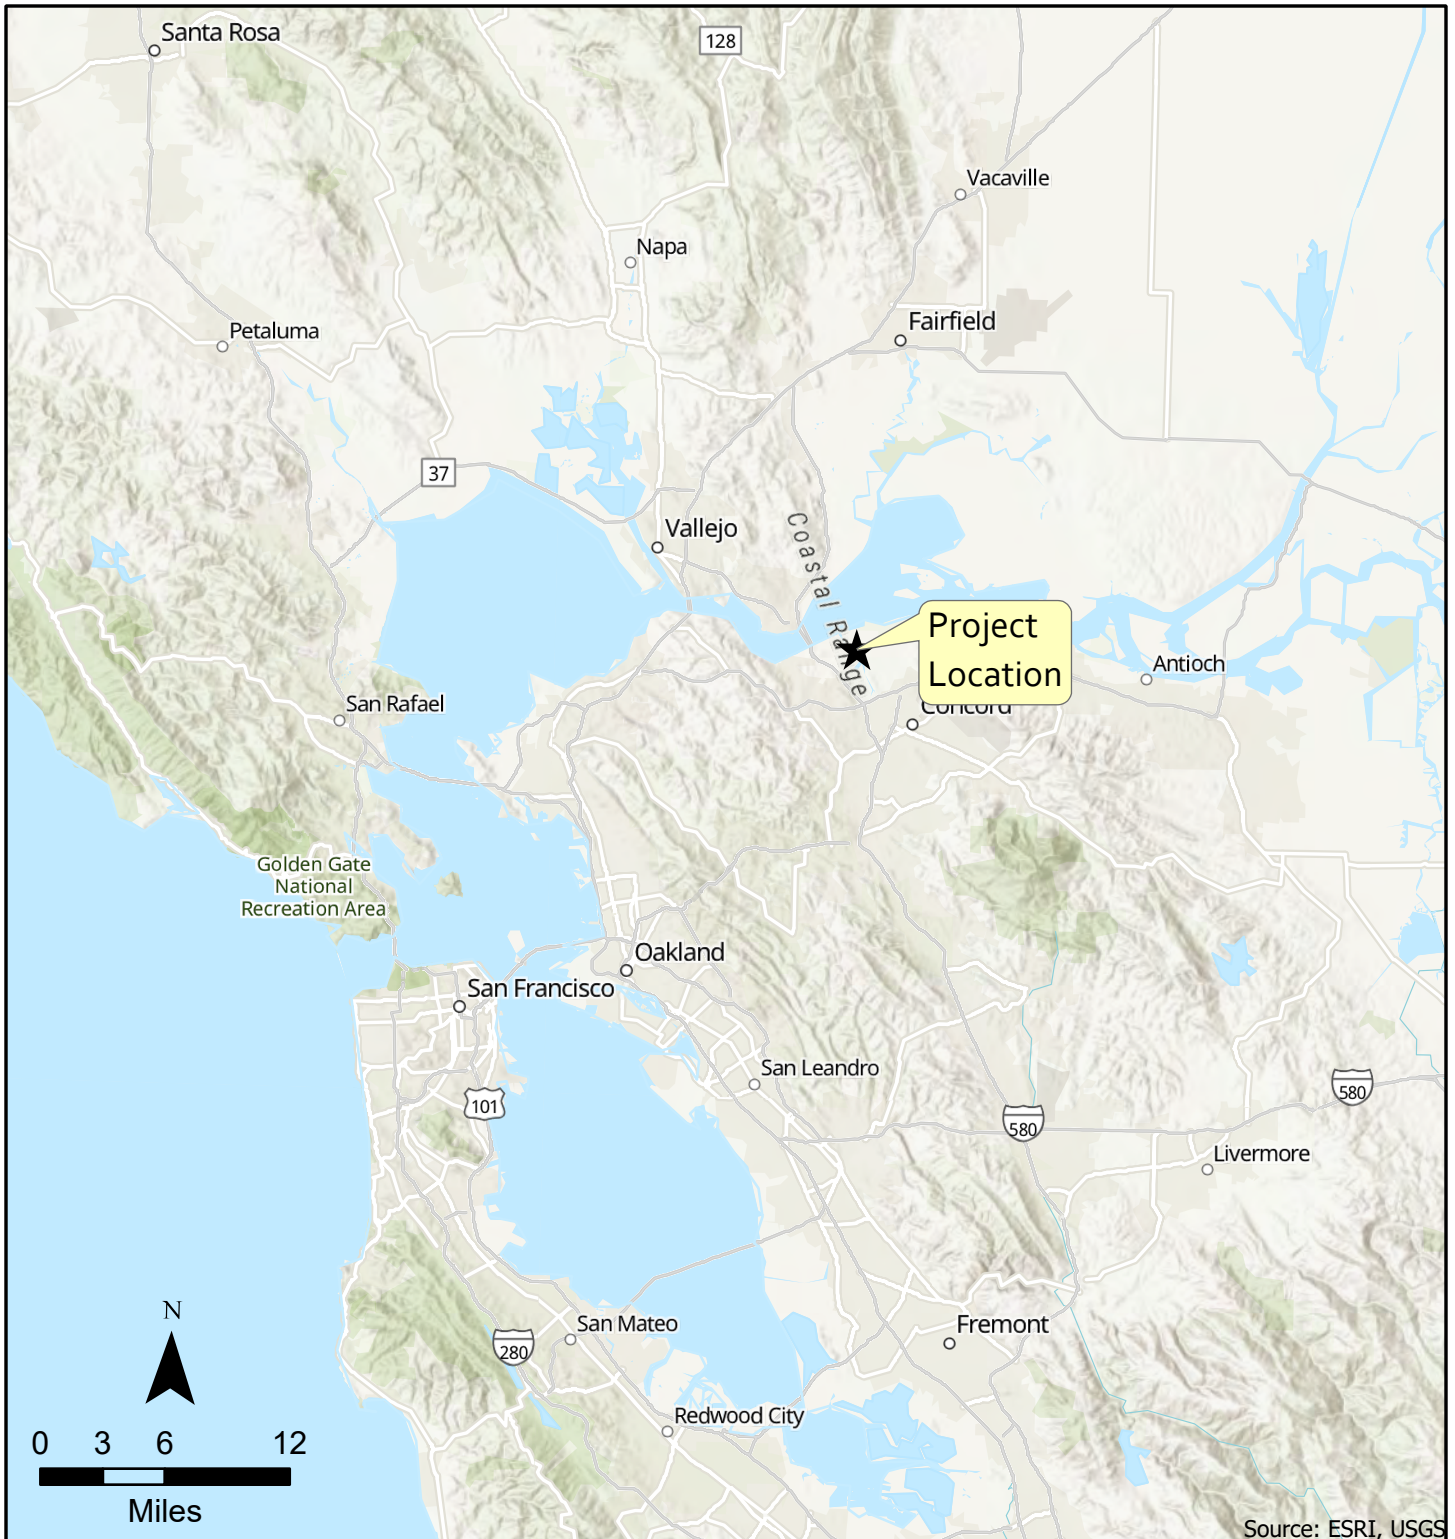 Santa Rosa
128
Vacaville
Napa
Petaluma
Fairfield
37
Vallejo
Coastal Range
Project
Location
Antioch
San Rafael
Concord
Golden Gate
National
Recreation Area
Oakland
San Francisco
San Leandro
101
580
580
Livermore
N
San Mateo
Fremont
280
Redwood City
0 3 6 12
Miles
Source: ESRI, USGS